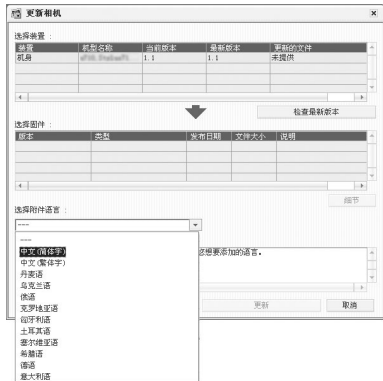 更新相机
选择装置 :
装置 机型名称 当前版本 最新版本 更新的文件
机身 1.1 1.1 未提供
检查最新版本
选择固件 :
版本 类型 发布日期 文件大小 说明
细节
选择附件语言 :
---
---
中文(简体字)
中文(繁体字)
丹麦语
乌克兰语
佛语
克罗地亚语
匈牙利语
土耳其语
塞尔维亚语
希腊语
德语
意大利语
您想要添加的语言。
更新 取消